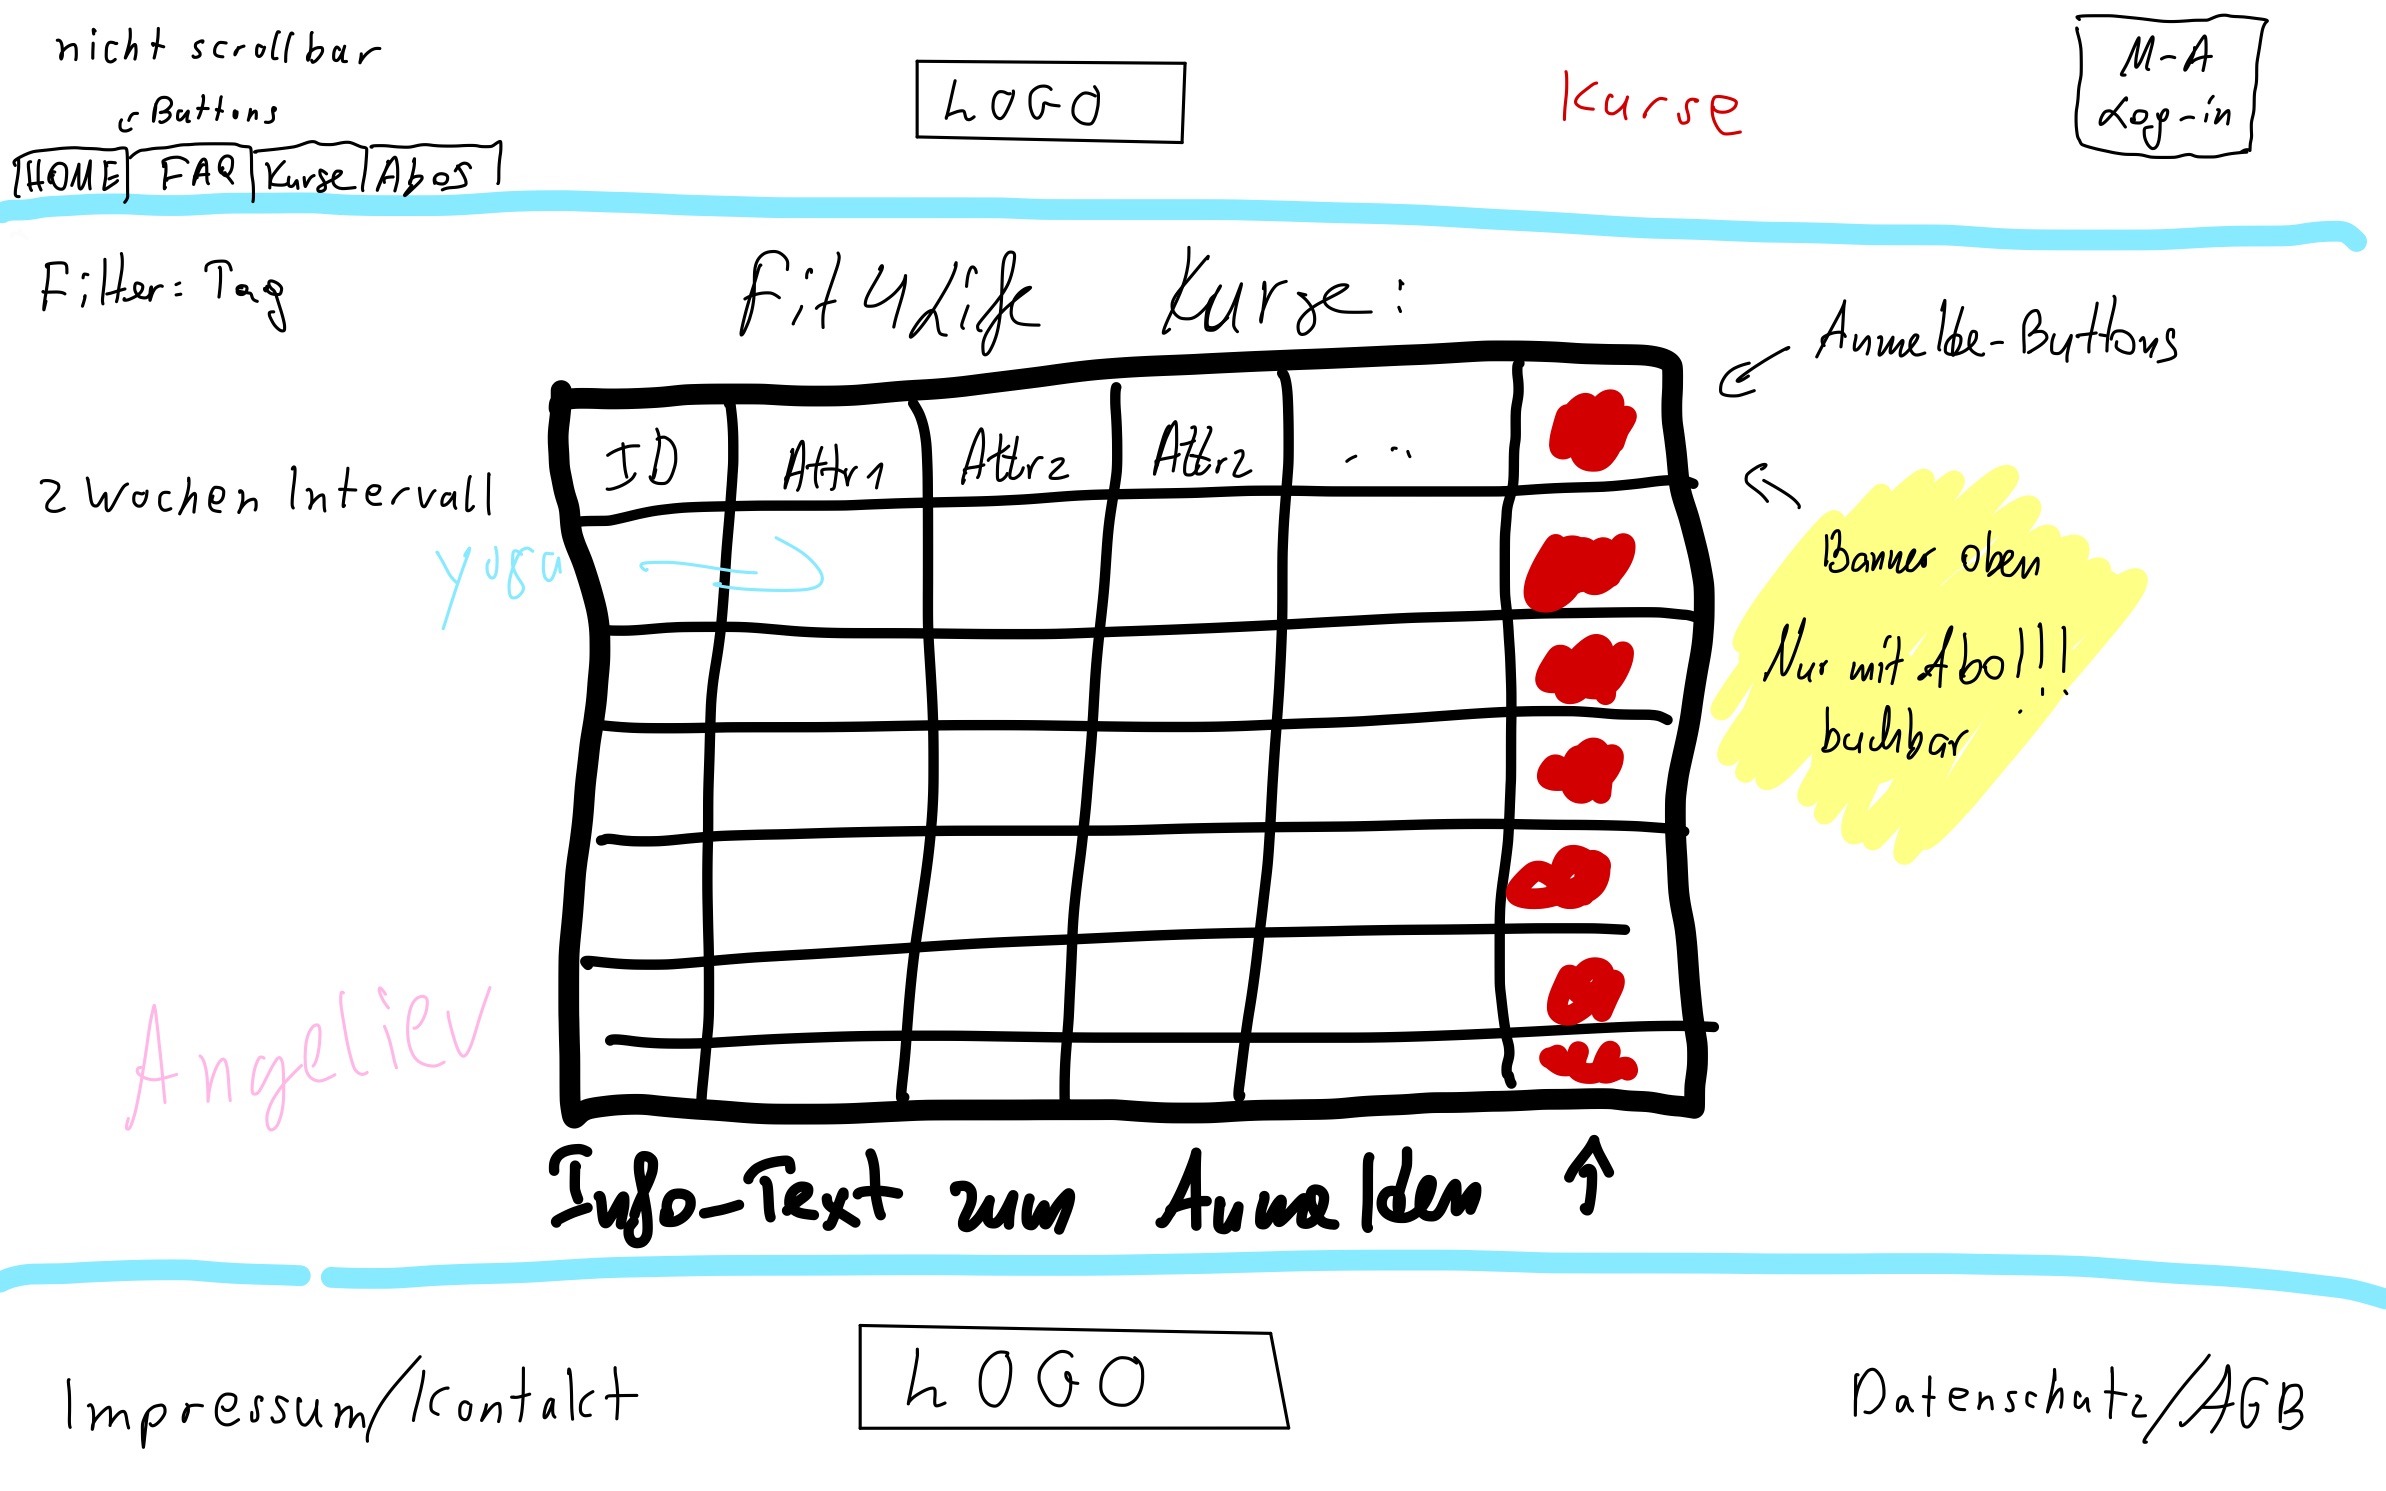 nicht scrollbar
Buttons
HOME FAQ Kurse Abos
LOGO
Kurse
M-A
Log-in
Filter: Tag
Fit4Life Kurse:
Anmelde-Buttons
2 Wochen Intervall
ID Attr1 Attr2 Attr2 ...
Yoga
Banner oben
Nur mit Abo!!!
buchbar
Angeliev
Info-Text zum Anmelden
Impressum/Kontakt
LOGO
Datenschutz/AGB